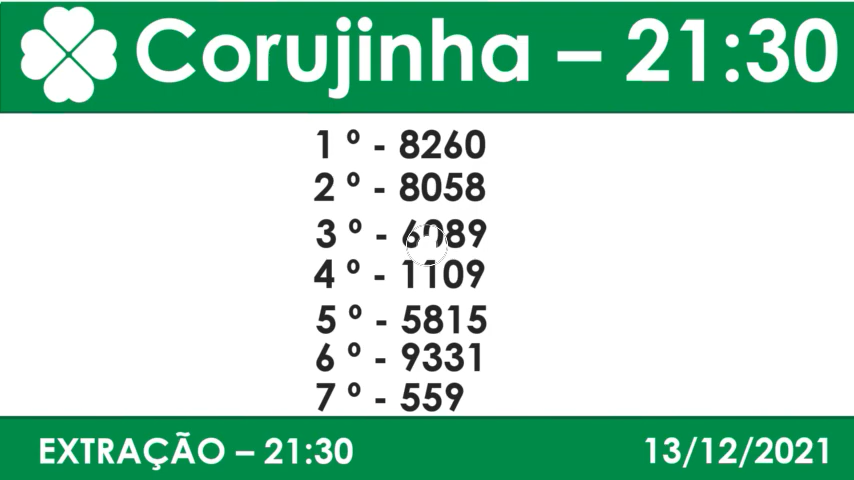 Corujinha – 21:30
1 º - 8260
2 º - 8058
3 º - 6089
4 º - 1109
5 º - 5815
6 º - 9331
7 º - 559
EXTRAÇÃO – 21:30
13/12/2021